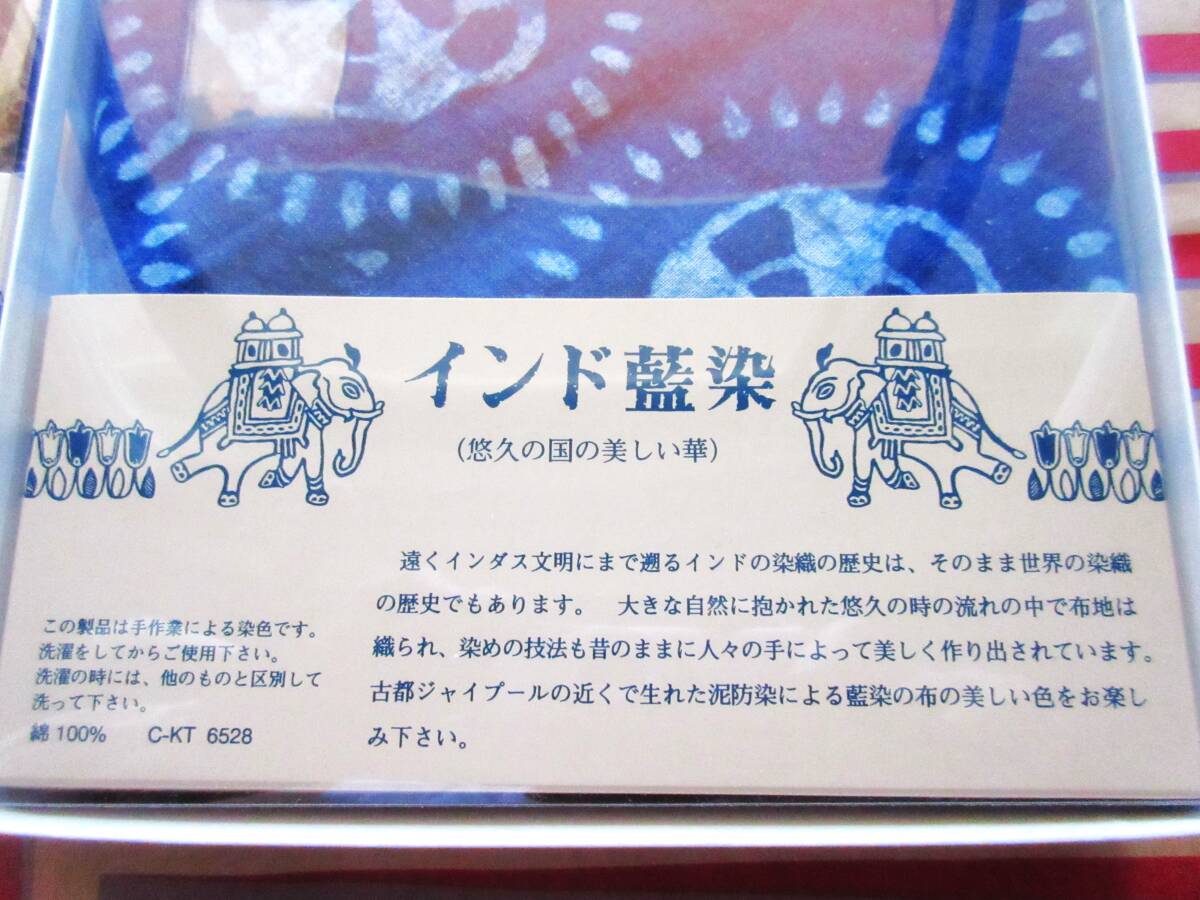 インド藍染
(悠久の国の美しい華)
遠くインダス文明にまで遡るインドの染織の歴史は、そのまま世界の染織
の歴史でもあります。 大きな自然に抱かれた悠久の時の流れの中で布地は
織られ、染めの技法も昔のままに人々の手によって美しく作り出されています。
古都ジャイプールの近くで生れた泥防染による藍染の布の美しい色をお楽し
み下さい。
この製品は手作業による染色です。
洗濯をしてからご使用下さい。
洗濯の時には、他のものと区別して
洗って下さい。
綿100% C-KT 6528